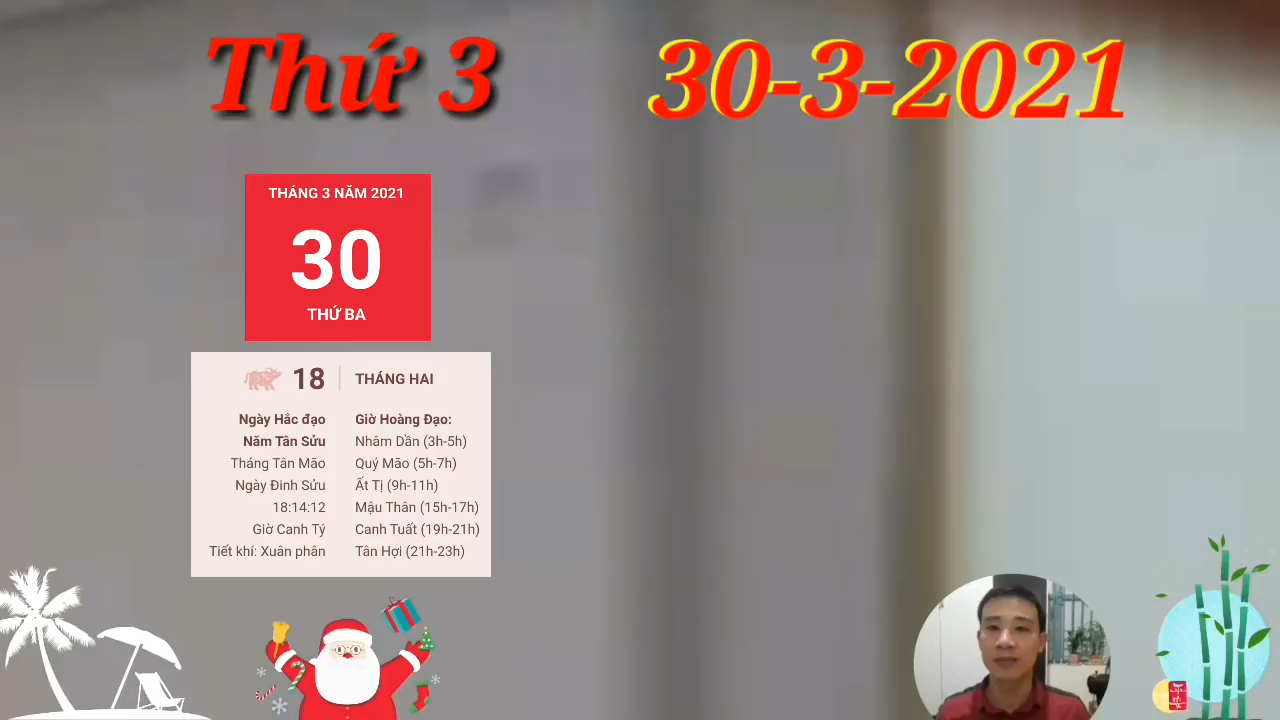 Thứ 3 30-3-2021
THÁNG 3 NĂM 2021
30
THỨ BA
18 THÁNG HAI
Ngày Hắc đạo
Năm Tân Sửu
Tháng Tân Mão
Ngày Đinh Sửu
18:14:12
Giờ Canh Tý
Tiết khí: Xuân phân
Giờ Hoàng Đạo:
Nhâm Dần (3h-5h)
Quý Mão (5h-7h)
Ất Tị (9h-11h)
Mậu Thân (15h-17h)
Canh Tuất (19h-21h)
Tân Hợi (21h-23h)